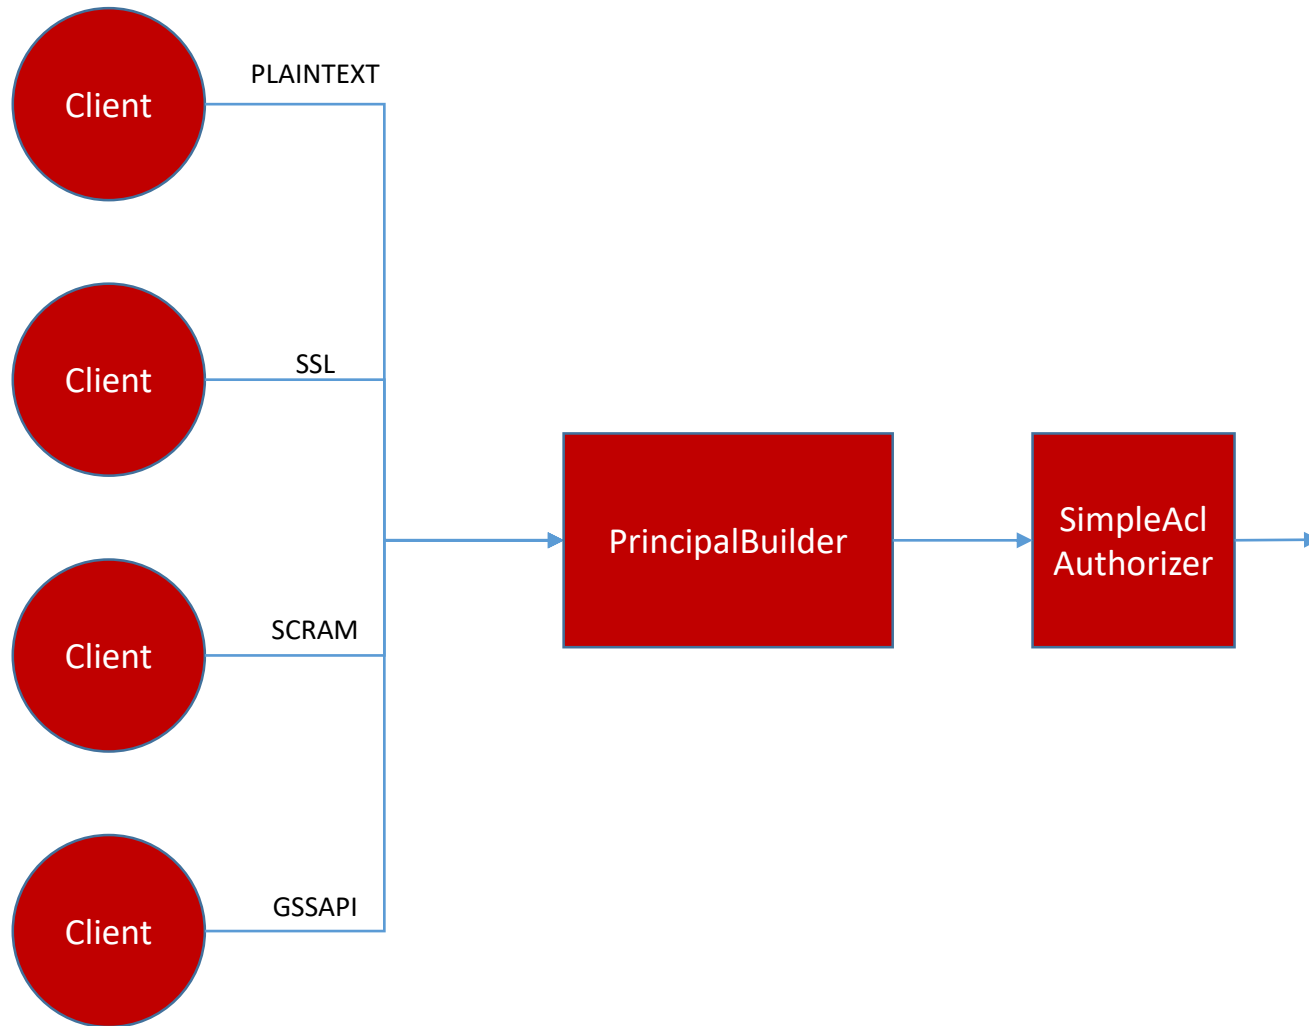 PLAINTEXT
Client
SSL
Client
PrincipalBuilder
SimpleAcl
Authorizer
SCRAM
Client
GSSAPI
Client